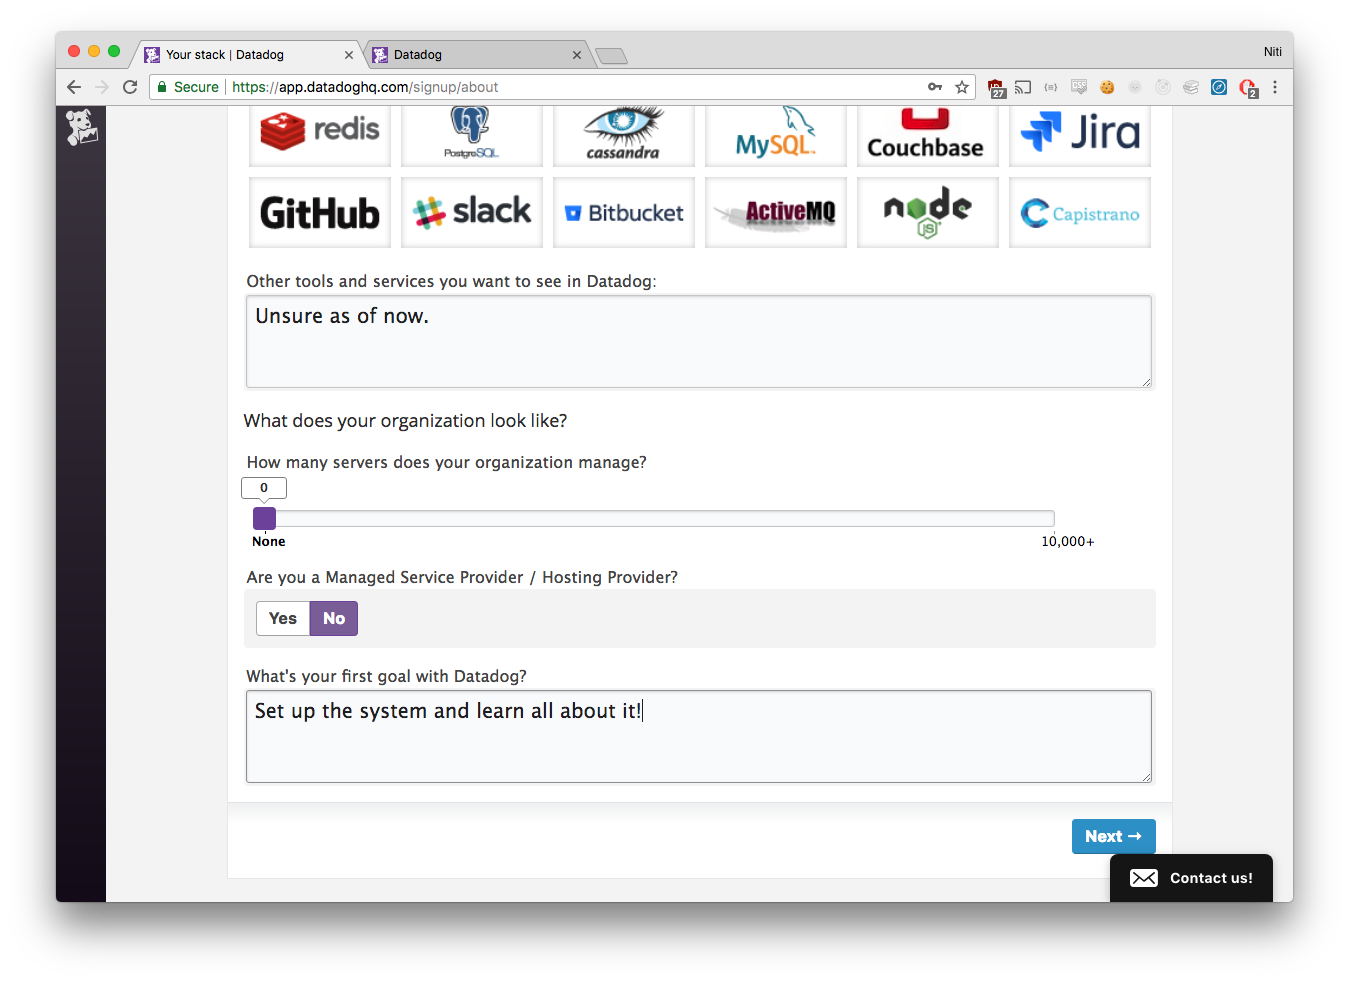 Your stack | Datadog
Datadog
Niti
Secure
https://app.datadoghq.com/signup/about
27
2
redis
PostgreSQL
cassandra
MySQL
Couchbase
Jira
GitHub
slack
Bitbucket
ActiveMQ
node
JS
Capistrano
Other tools and services you want to see in Datadog:
Unsure as of now.
What does your organization look like?
How many servers does your organization manage?
0
None
10,000+
Are you a Managed Service Provider / Hosting Provider?
Yes
No
What's your first goal with Datadog?
Set up the system and learn all about it!
Next →
Contact us!